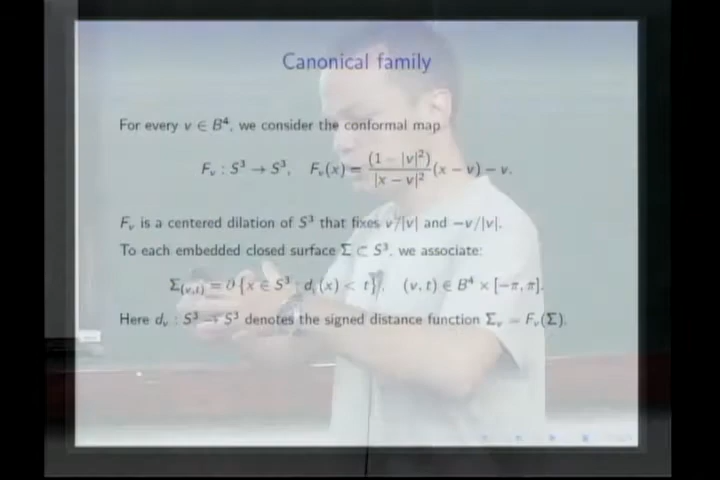 Canonical family
For every v ∈ B⁴, we consider the conformal map
F_v : S³ → S³, F_v(x) = (1 − |v|²)/|x − v|² (x − v) − v.
F_v is a centered dilation of S³ that fixes v/|v| and −v/|v|.
To each embedded closed surface Σ ⊂ S³, we associate:
Σ_(v,t) = ∂ {x ∈ S³ : d_v(x) < t}, (v, t) ∈ B⁴ × [−π, π].
Here d_v : S³ → S³ denotes the signed distance function Σ_v = F_v(Σ).